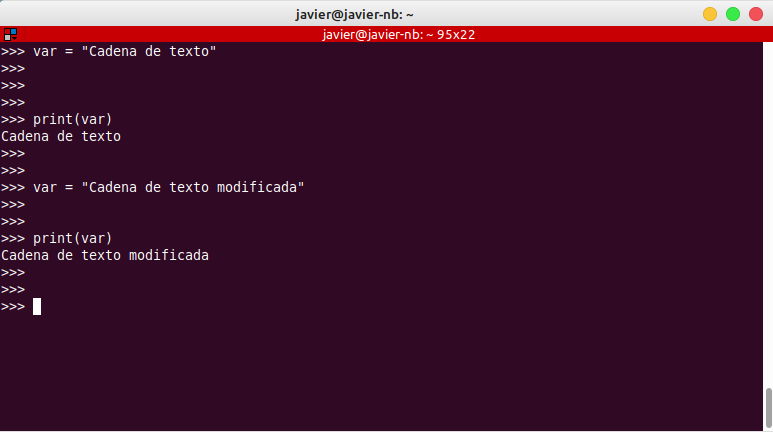 javier@javier-nb: ~
javier@javier-nb: ~ 95x22
>>> var = "Cadena de texto"
>>>
>>>
>>>
>>> print(var)
Cadena de texto
>>>
>>>
>>> var = "Cadena de texto modificada"
>>>
>>>
>>> print(var)
Cadena de texto modificada
>>>
>>>
>>>